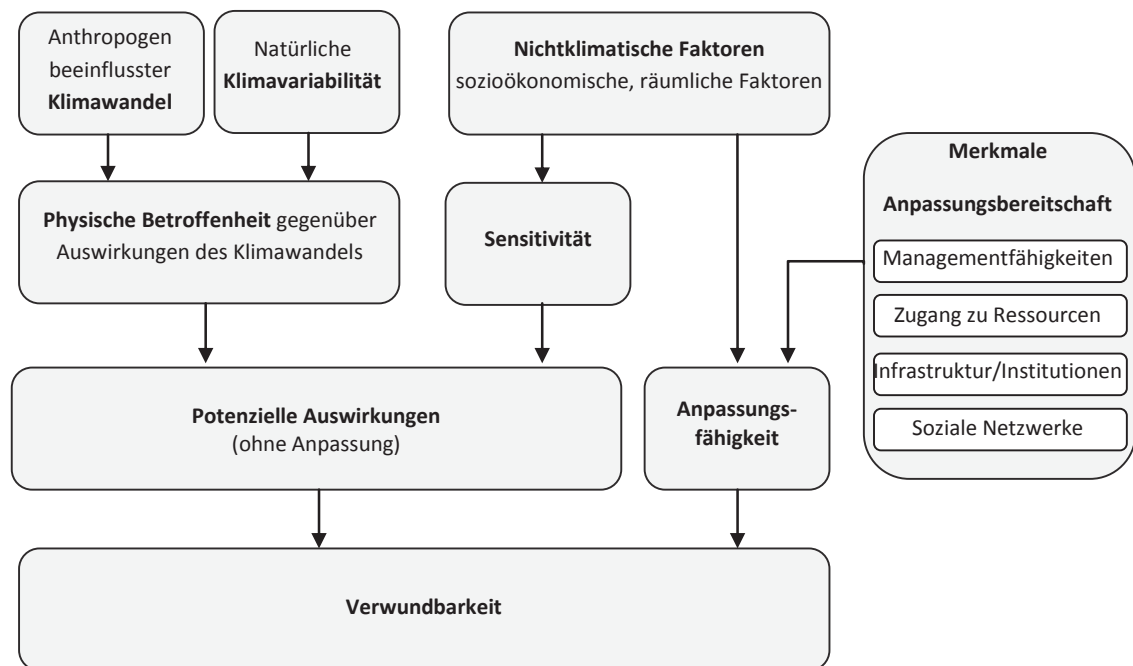 Anthropogen
beeinflusster
Klimawandel
Natürliche
Klimavariabilität
Nichtklimatische Faktoren
sozioökonomische, räumliche Faktoren
Merkmale
Anpassungsbereitschaft
Managementfähigkeiten
Zugang zu Ressourcen
Infrastruktur/Institutionen
Soziale Netzwerke
Physische Betroffenheit gegenüber
Auswirkungen des Klimawandels
Sensitivität
Potenzielle Auswirkungen
(ohne Anpassung)
Anpassungs-
fähigkeit
Verwundbarkeit